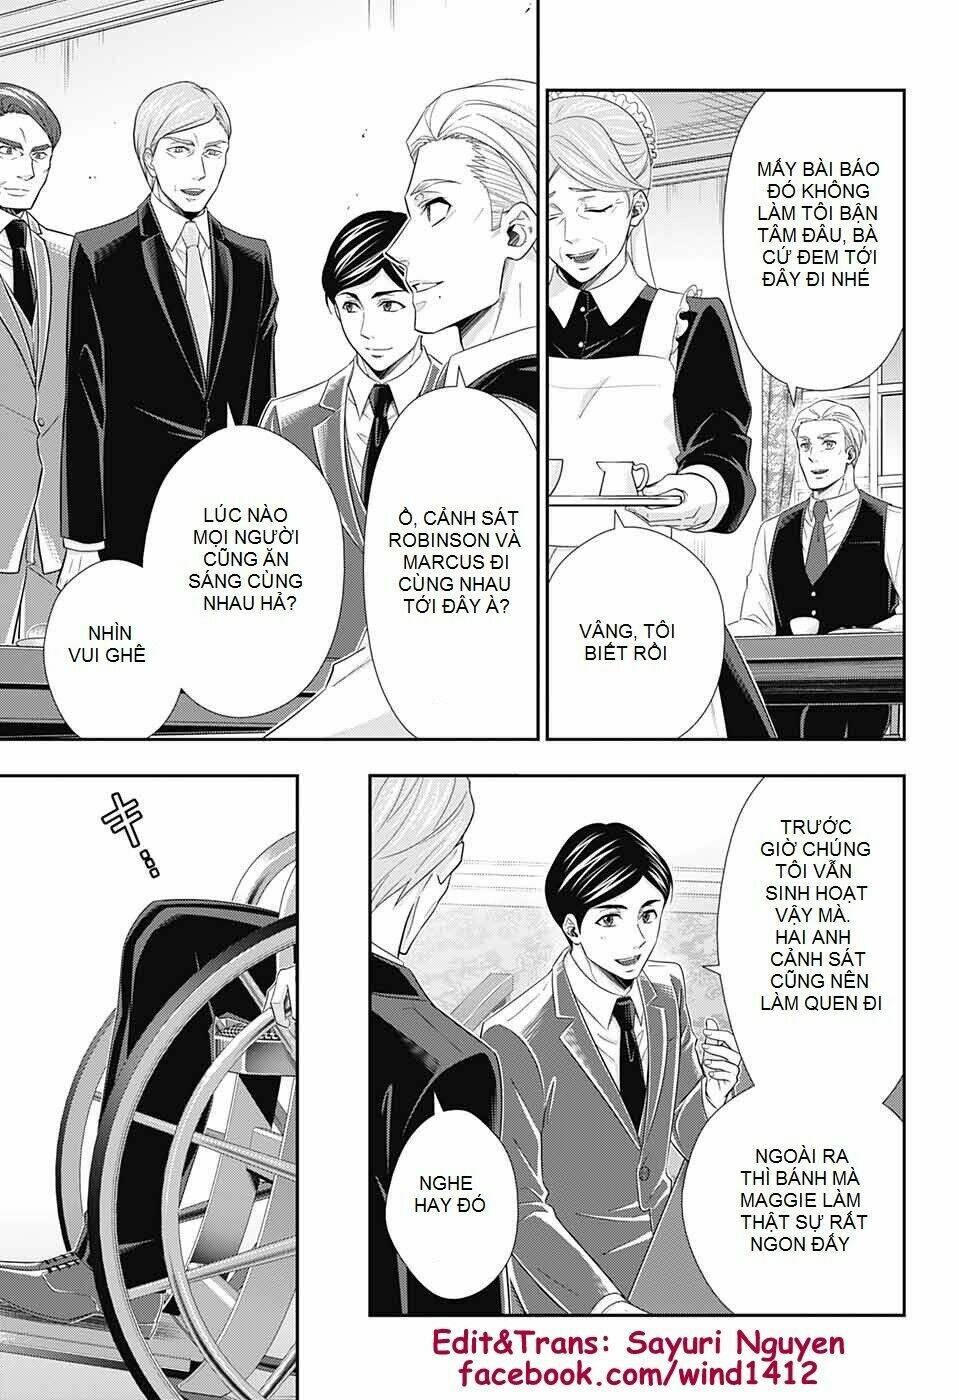 MẤY BÀI BÁO
ĐÓ KHÔNG
LÀM TÔI BẬN
TÂM ĐÂU, BÀ
CỨ ĐEM TỚI
ĐÂY ĐI NHÉ
VÂNG, TÔI
BIẾT RỒI
Ồ, CẢNH SÁT
ROBINSON VÀ
MARCUS ĐI
CÙNG NHAU
TỚI ĐÂY À?
LÚC NÀO
MỌI NGƯỜI
CŨNG ĂN
SÁNG CÙNG
NHAU HẢ?
NHÌN
VUI GHÊ
TRƯỚC
GIỜ CHÚNG
TÔI VẪN
SINH HOẠT
VẬY MÀ.
HAI ANH
CẢNH SÁT
CŨNG NÊN
LÀM QUEN ĐI
NGOÀI RA
THÌ BÁNH MÀ
MAGGIE LÀM
THẬT SỰ RẤT
NGON ĐẤY
NGHE
HAY ĐÓ
キ…
Edit&Trans: Sayuri Nguyen
facebook.com/wind1412